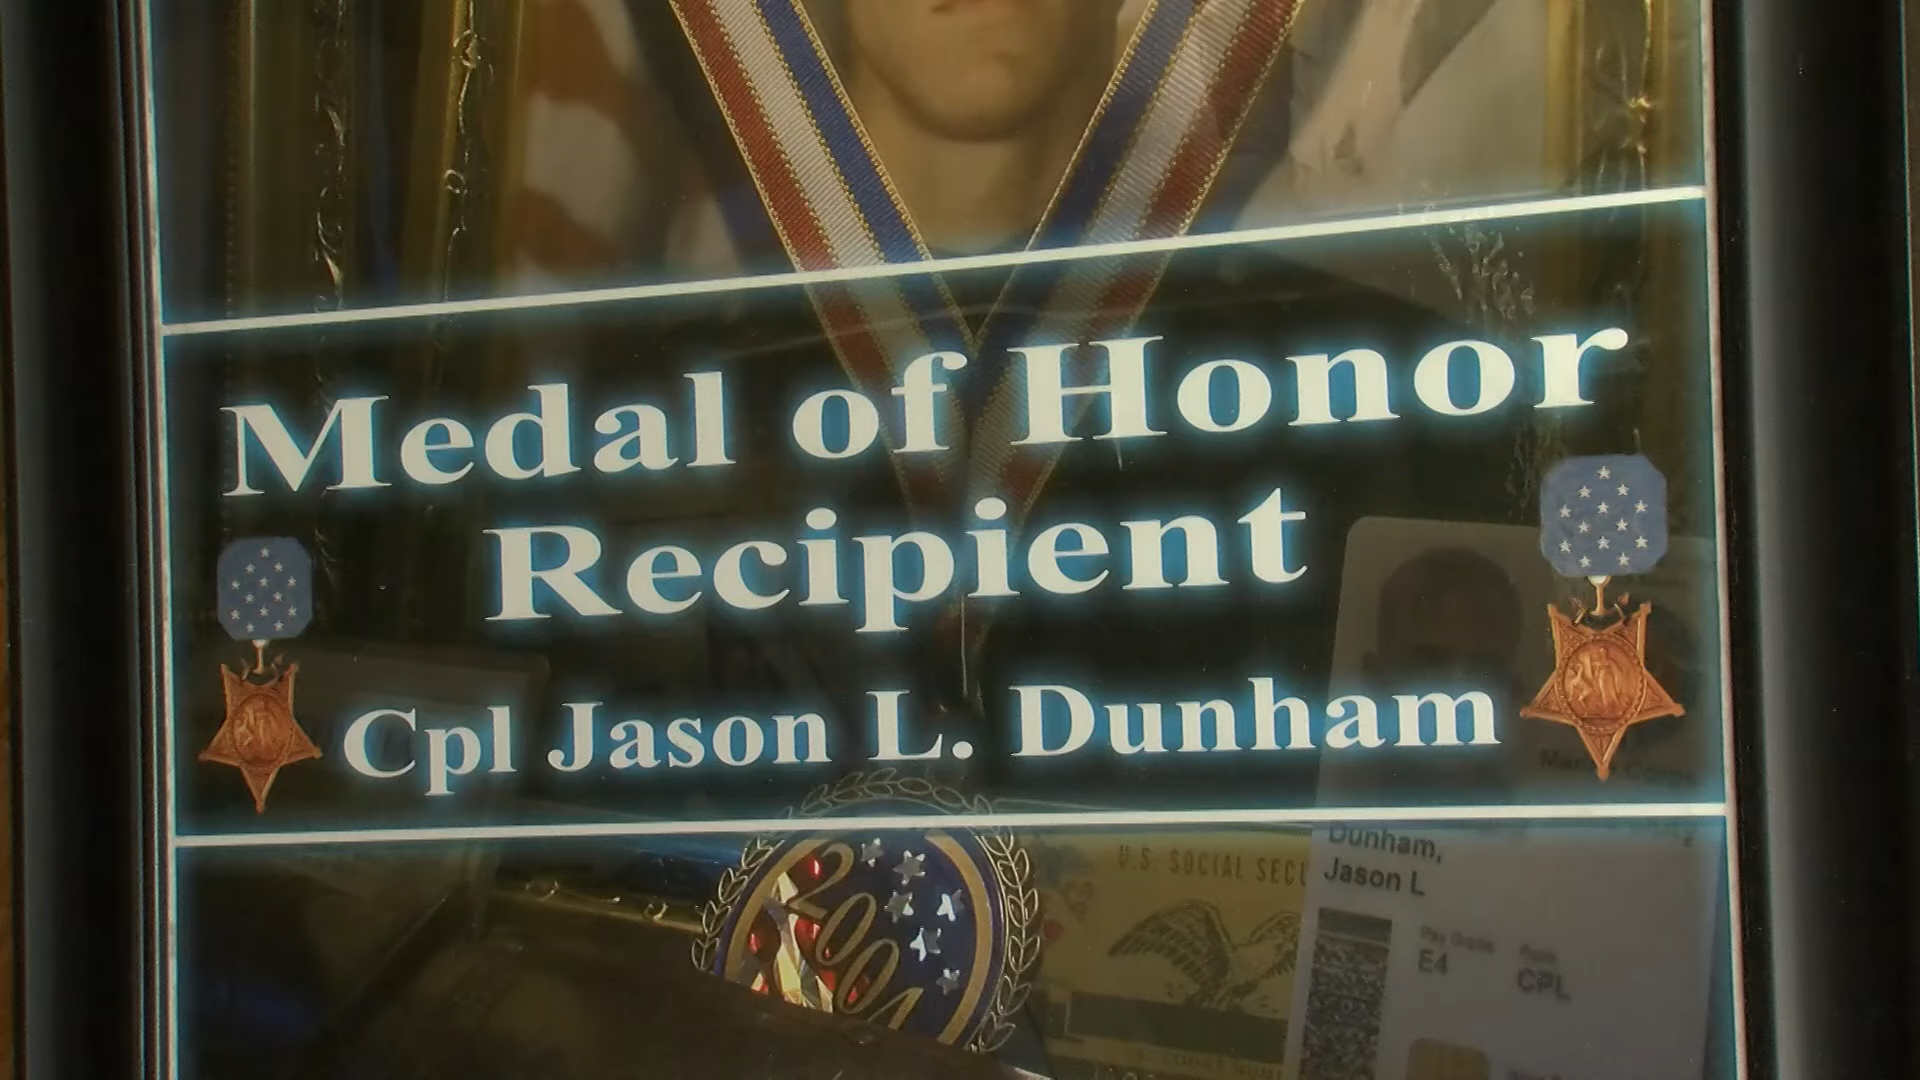 Medal of Honor
Recipient
Cpl Jason L. Dunham
2001
U.S. SOCIAL SECU
Dunham,
Jason L
Pay Grade
E4
Rank
CPL